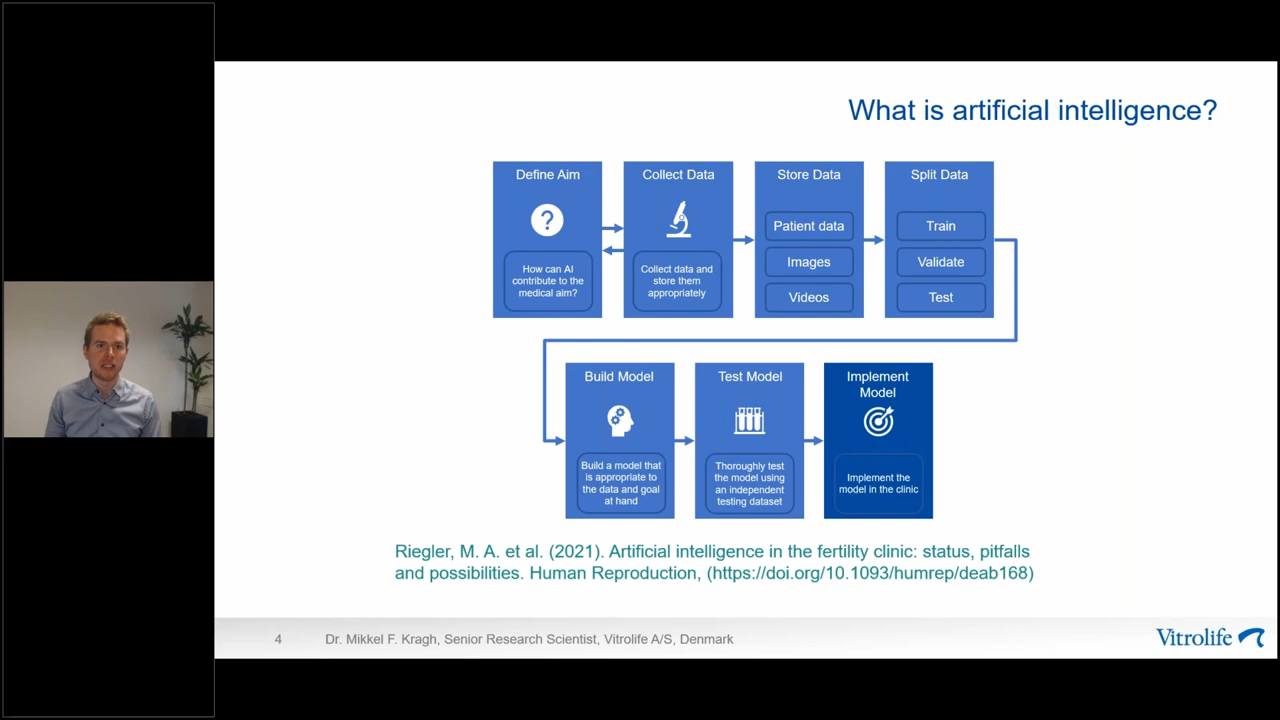 What is artificial intelligence?
Define Aim
How can AI
contribute to the
medical aim?
Collect Data
Collect data and
store them
appropriately
Store Data
Patient data
Images
Videos
Split Data
Train
Validate
Test
Build Model
Build a model that
is appropriate to
the data and goal
at hand
Test Model
Thoroughly test
the model using
an independent
testing dataset
Implement
Model
Implement the
model in the clinic
Riegler, M. A. et al. (2021). Artificial intelligence in the fertility clinic: status, pitfalls
and possibilities. Human Reproduction, (https://doi.org/10.1093/humrep/deab168)
4 Dr. Mikkel F. Kragh, Senior Research Scientist, Vitrolife A/S, Denmark
Vitrolife